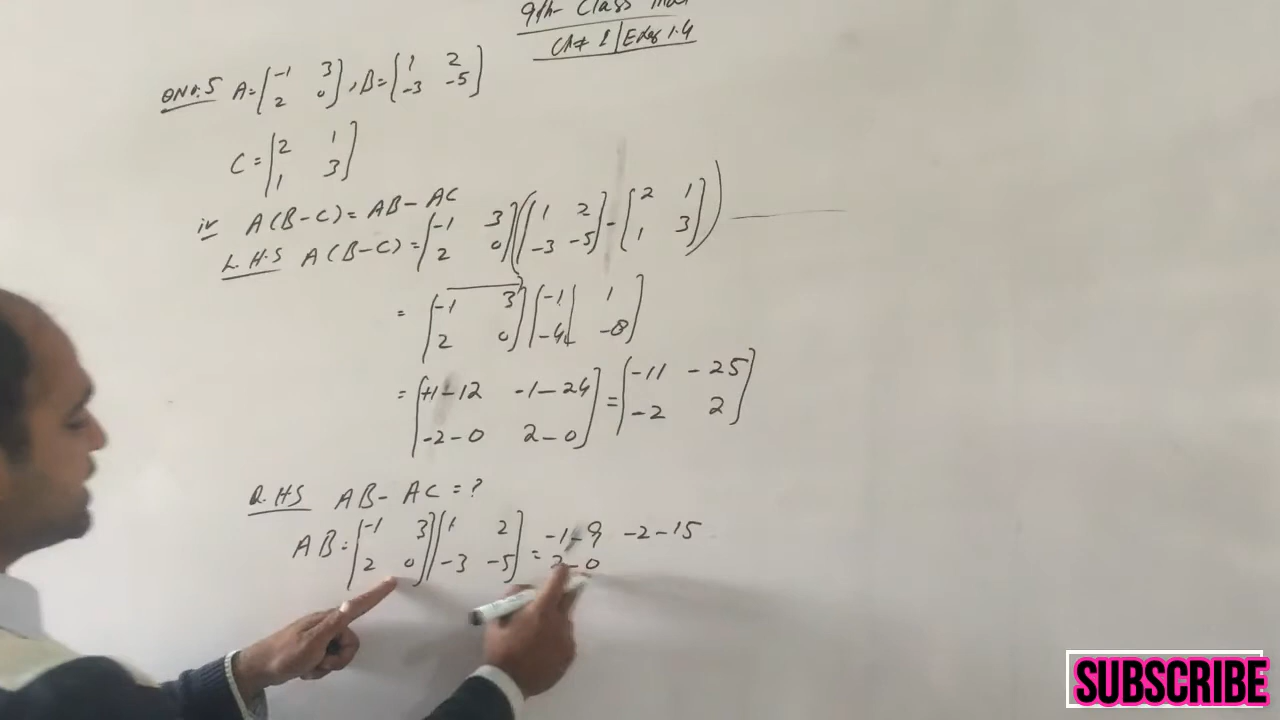 9th Class
Ch# 1 | Exer 1.4
QNO.5 A=[-1 3
2 0], B=[1 2
-3 -5]
C=[2 1
1 3]
iv A(B-C)=AB-AC
L.H.S A(B-C)=[-1 3
2 0]([1 2
-3 -5]-[2 1
1 3])
=[-1 3
2 0][-1 1
-4 -8]
=[+1-12 -1-24
-2-0 2-0]=[-11 -25
-2 2]
R.HS AB-AC=?
AB=[-1 3
2 0][1 2
-3 -5]=-1-9 -2-15
2-0
SUBSCRIBE